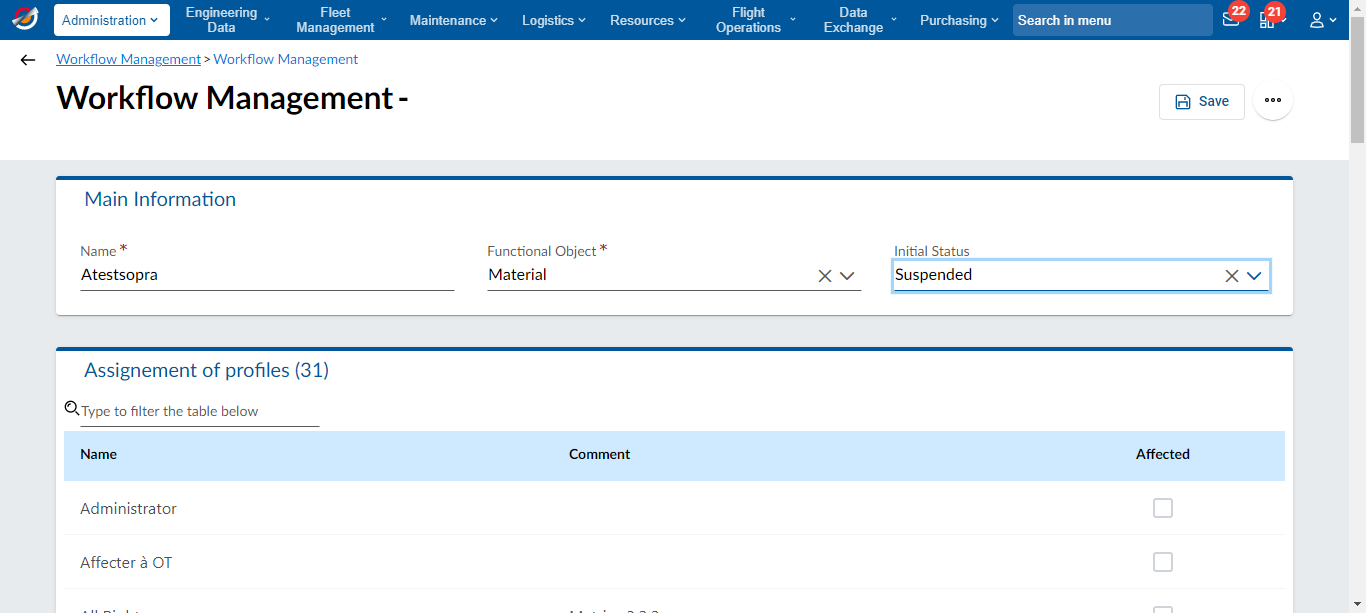 Administration
Engineering Data
Fleet Management
Maintenance
Logistics
Resources
Flight Operations
Data Exchange
Purchasing
Search in menu
22
21
Workflow Management > Workflow Management
Workflow Management -
Save
Main Information
Name *
Functional Object *
Initial Status
Atestsopra
Material
Suspended
Assignement of profiles (31)
Type to filter the table below
Name
Comment
Affected
Administrator
Affecter à OT